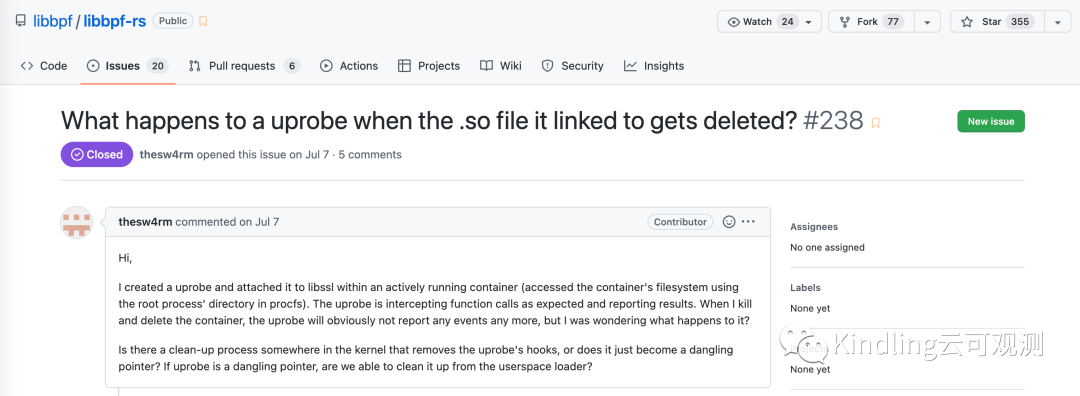 libbpf / libbpf-rs Public
Watch 24
Fork 77
Star 355
Code
Issues 20
Pull requests 6
Actions
Projects
Wiki
Security
Insights
What happens to a uprobe when the .so file it linked to gets deleted? #238
New issue
Closed thesw4rm opened this issue on Jul 7 · 5 comments
thesw4rm commented on Jul 7
Contributor
Hi,
I created a uprobe and attached it to libssl within an actively running container (accessed the container's filesystem using
the root process' directory in procfs). The uprobe is intercepting function calls as expected and reporting results. When I kill
and delete the container, the uprobe will obviously not report any events any more, but I was wondering what happens to it?
Is there a clean-up process somewhere in the kernel that removes the uprobe's hooks, or does it just become a dangling
pointer? If uprobe is a dangling pointer, are we able to clean it up from the userspace loader?
Assignees
No one assigned
Labels
None yet
Kindling云可观测
None yet